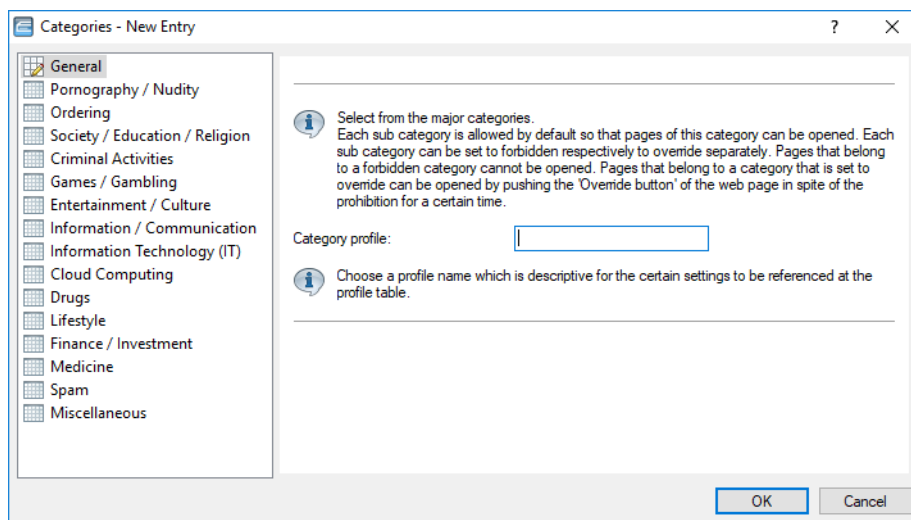 Categories - New Entry
?
General
Pornography / Nudity
Ordering
Society / Education / Religion
Criminal Activities
Games / Gambling
Entertainment / Culture
Information / Communication
Information Technology (IT)
Cloud Computing
Drugs
Lifestyle
Finance / Investment
Medicine
Spam
Miscellaneous
Select from the major categories.
Each sub category is allowed by default so that pages of this category can be opened. Each
sub category can be set to forbidden respectively to override separately. Pages that belong
to a forbidden category cannot be opened. Pages that belong to a category that is set to
override can be opened by pushing the 'Override button' of the web page in spite of the
prohibition for a certain time.
Category profile:
Choose a profile name which is descriptive for the certain settings to be referenced at the
profile table.
OK
Cancel